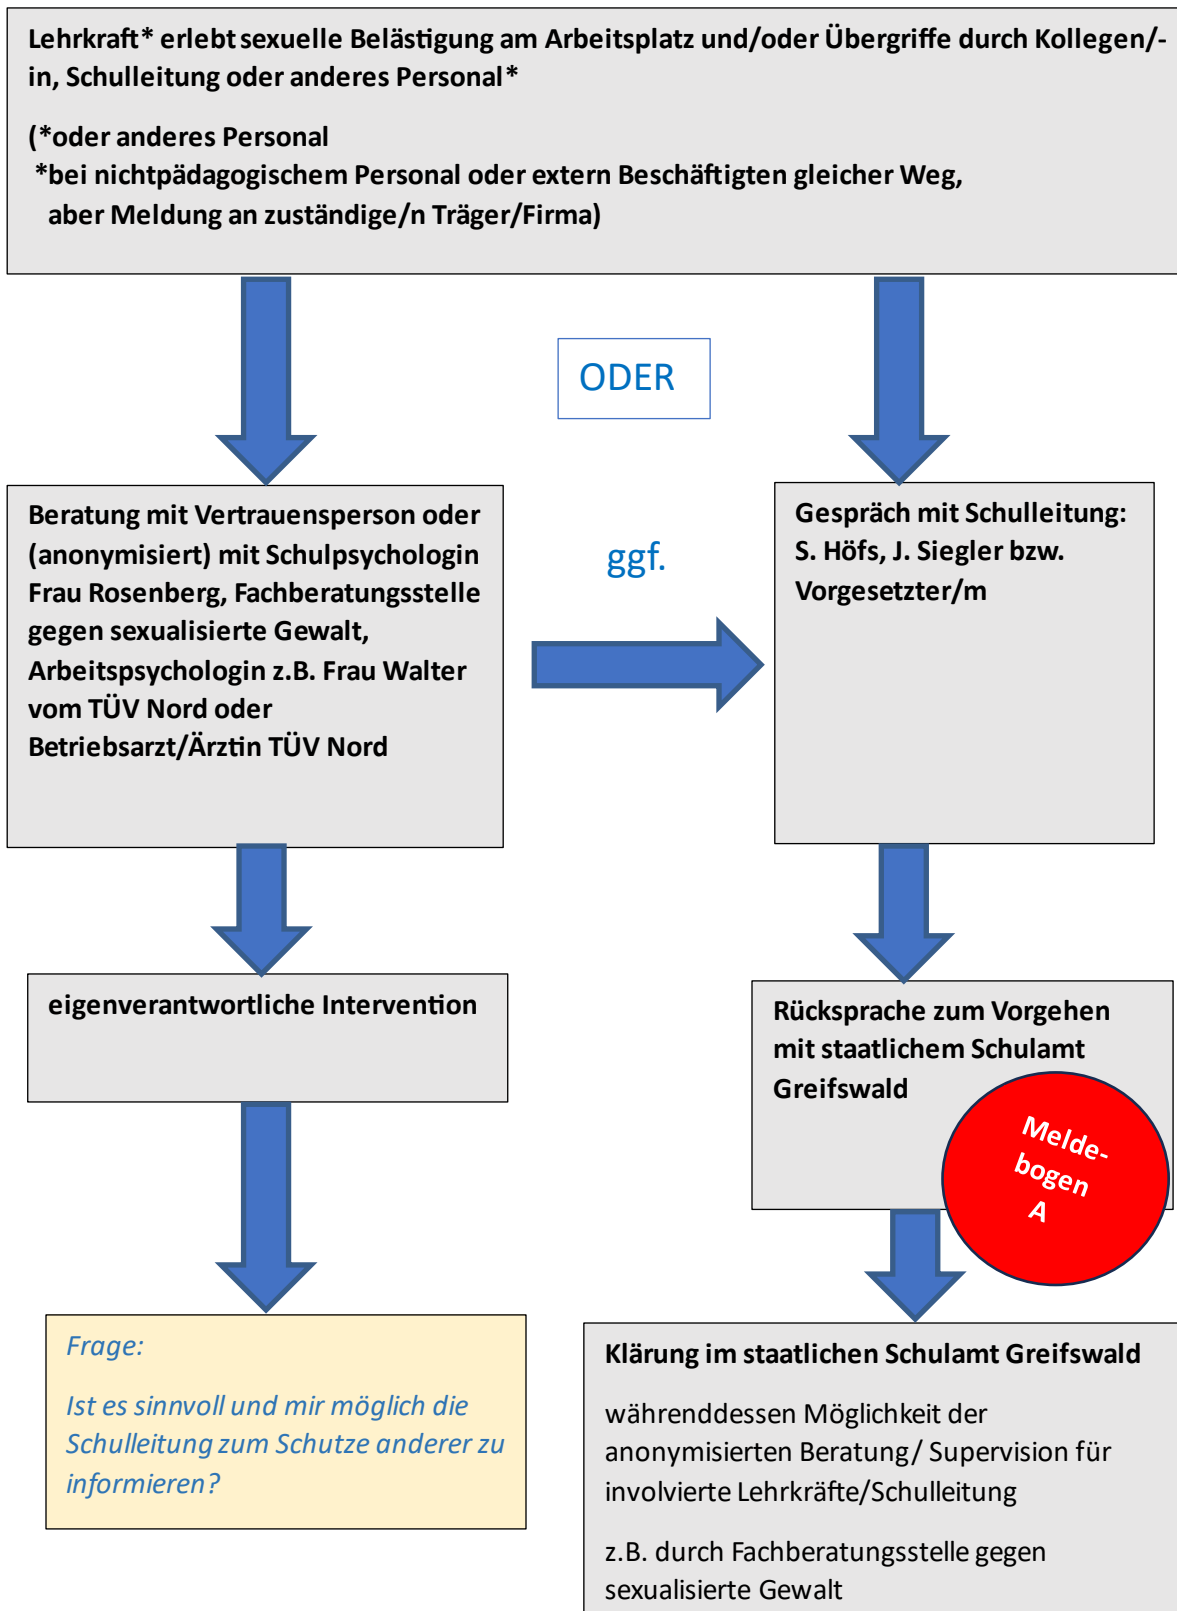 Lehrkraft* erlebt sexuelle Belästigung am Arbeitsplatz und/oder Übergriffe durch Kollegen/-
in, Schulleitung oder anderes Personal*
(*oder anderes Personal
*bei nichtpädagogischem Personal oder extern Beschäftigten gleicher Weg,
aber Meldung an zuständige/n Träger/Firma)
ODER
Beratung mit Vertrauensperson oder
(anonymisiert) mit Schulpsychologin
Frau Rosenberg, Fachberatungsstelle
gegen sexualisierte Gewalt,
Arbeitspsychologin z.B. Frau Walter
vom TÜV Nord oder
Betriebsarzt/Ärztin TÜV Nord
ggf.
Gespräch mit Schulleitung:
S. Höfs, J. Siegler bzw.
Vorgesetzter/m
eigenverantwortliche Intervention
Rücksprache zum Vorgehen
mit staatlichem Schulamt
Greifswald
Melde-
bogen
A
Frage:
Ist es sinnvoll und mir möglich die
Schulleitung zum Schutze anderer zu
informieren?
Klärung im staatlichen Schulamt Greifswald
währenddessen Möglichkeit der
anonymisierten Beratung/ Supervision für
involvierte Lehrkräfte/Schulleitung
z.B. durch Fachberatungsstelle gegen
sexualisierte Gewalt